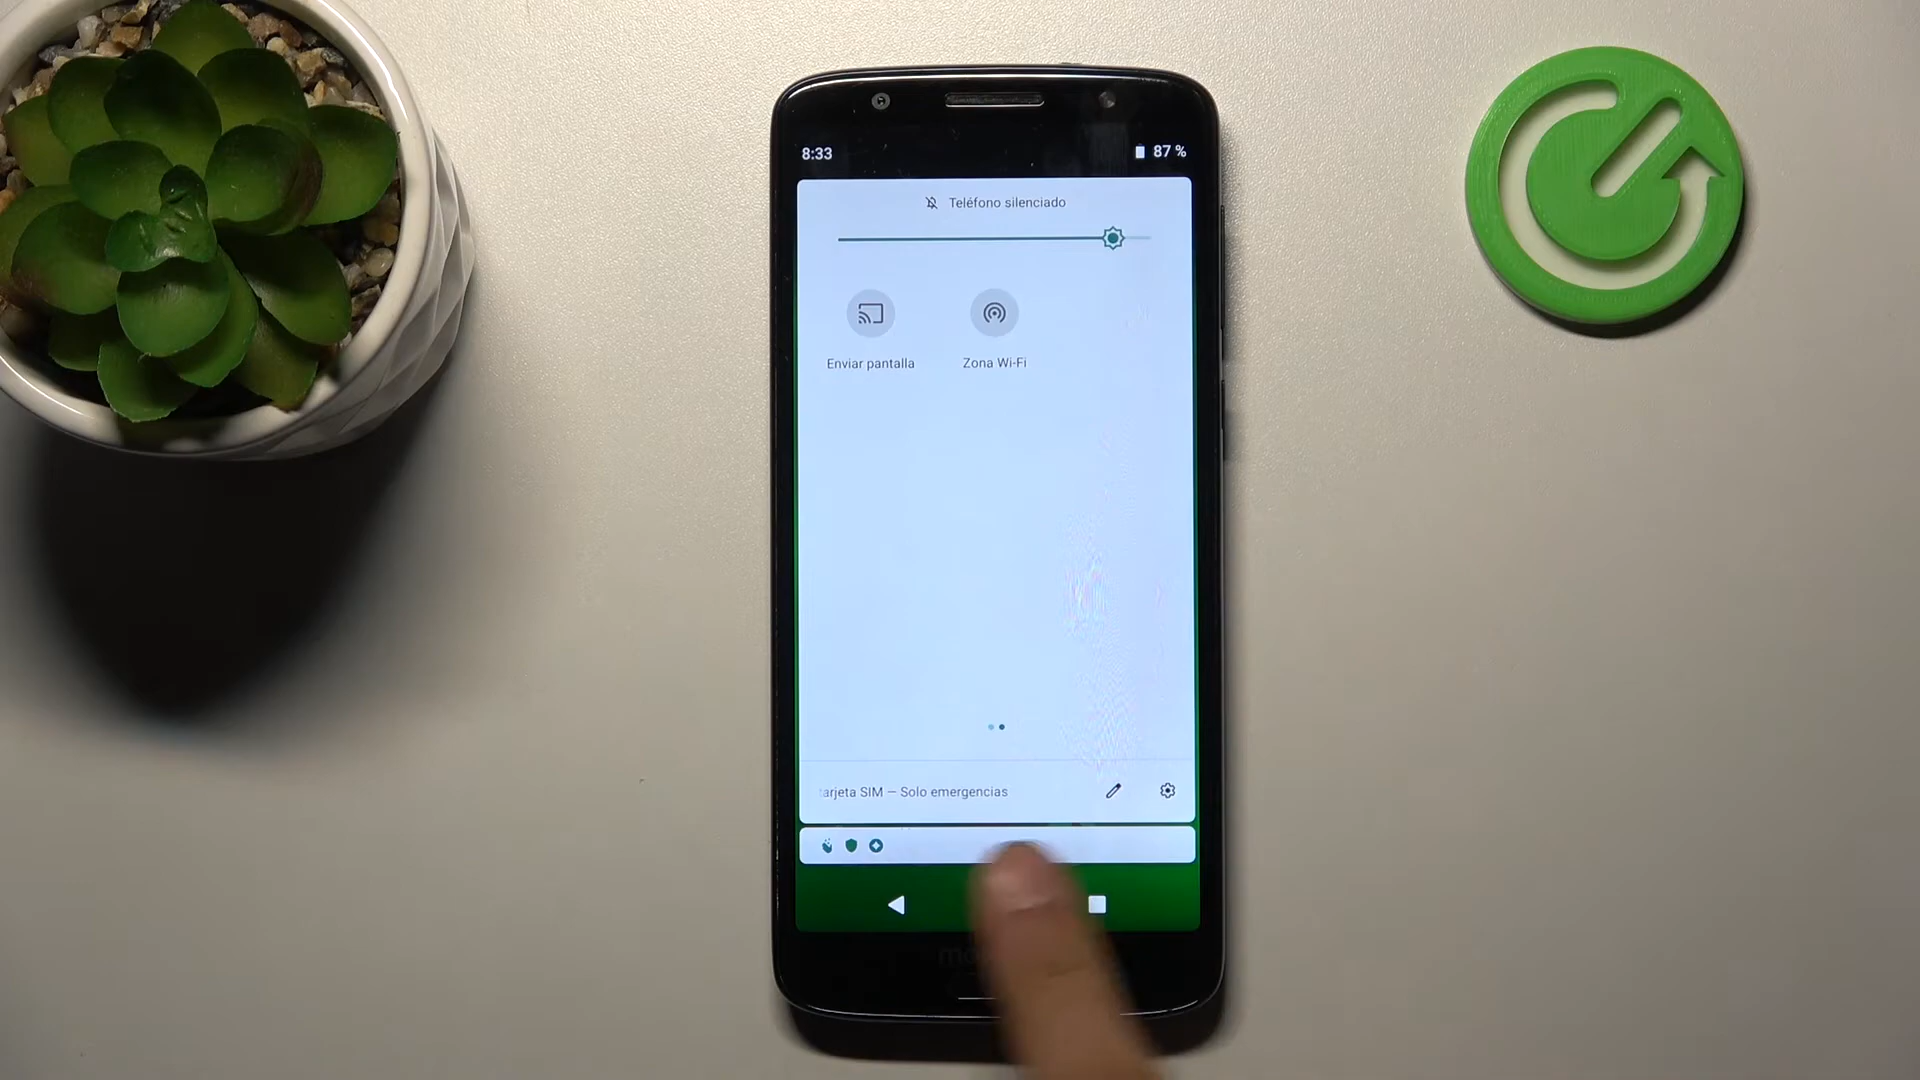 8:33
87 %
Teléfono silenciado
Enviar pantalla
Zona Wi-Fi
arjeta SIM — Solo emergencias